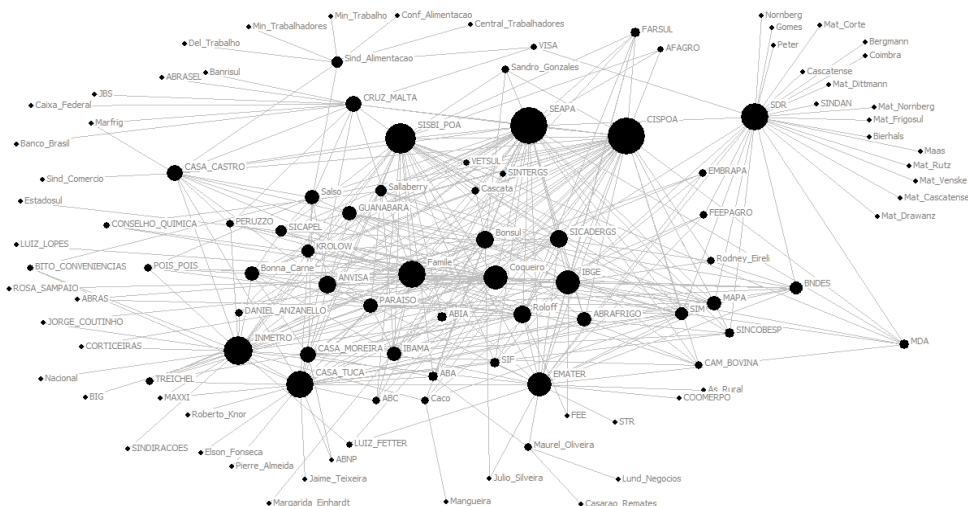 Min_Trabalho
Conf_Alimentacao
Min_Trabalhadores
Central_Trabalhadores
Del_Trabalho
Sind_Alimentacao
VISA
FARSUL
AFAGRO
Nornberg
Gomes
Mat_Corte
Peter
Bergmann
Coimbra
Cascatense
Mat_Dittmann
ABRASEL
Banrisul
Sandro_Gonzales
JBS
CRUZ_MALTA
SEAPA
SDR
SINDAN
Mat_Nornberg
Caixa_Federal
Marfrig
SISBI_POA
CISPOA
Mat_Frigosul
Bierhals
Banco_Brasil
Maas
CASA_CASTRO
VETSUL
SINTERGS
EMBRAPA
Mat_Rutz
Sind_Comercio
Mat_Venske
Salso
Sallaberry
Cascata
Mat_Cascatense
Estadosul
GUANABARA
FEEPAGRO
Mat_Drawanz
CONSELHO_QUIMICA
PERUZZO
SICAPEL
Bonsul
SICADERGS
LUIZ_LOPES
KROLOW
Rodney_Eireli
BITO_CONVENIENCIAS
POIS_POIS
Bonna_Carne
ANVISA
Famile
Coqueiro
IBGE
BNDES
ROSA_SAMPAIO
ABRAS
PARAISO
MAPA
DANIEL_ANZANELLO
ABIA
Roloff
ABRAFRIGO
SIM
JORGE_COUTINHO
SINCOBESP
CORTICEIRAS
INMETRO
CASA_MOREIRA
IBAMA
MDA
SIF
CAM_BOVINA
Nacional
TREICHEL
CASA_TUCA
ABA
EMATER
As_Rural
BIG
MAXXI
ABC
Caco
COOMERPO
Roberto_Knor
FEE
STR
SINDIRACOES
Elson_Fonseca
LUIZ_FETTER
Maurel_Oliveira
Pierre_Almeida
ABNP
Jaime_Teixeira
Julio_Silveira
Lund_Negocios
Margarida_Einhardt
Mangueira
Casarao_Remates